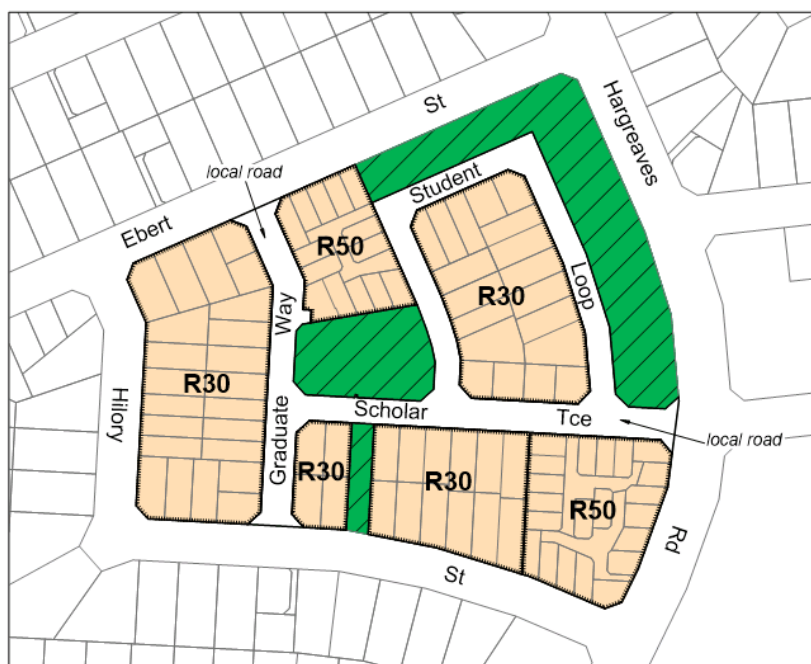 St
Hargreaves
local road
Student
Ebert
R50
Loop
R30
Way
R30
Hilory
Scholar
Tce
local road
Graduate
R30
R30
R50
Rd
St